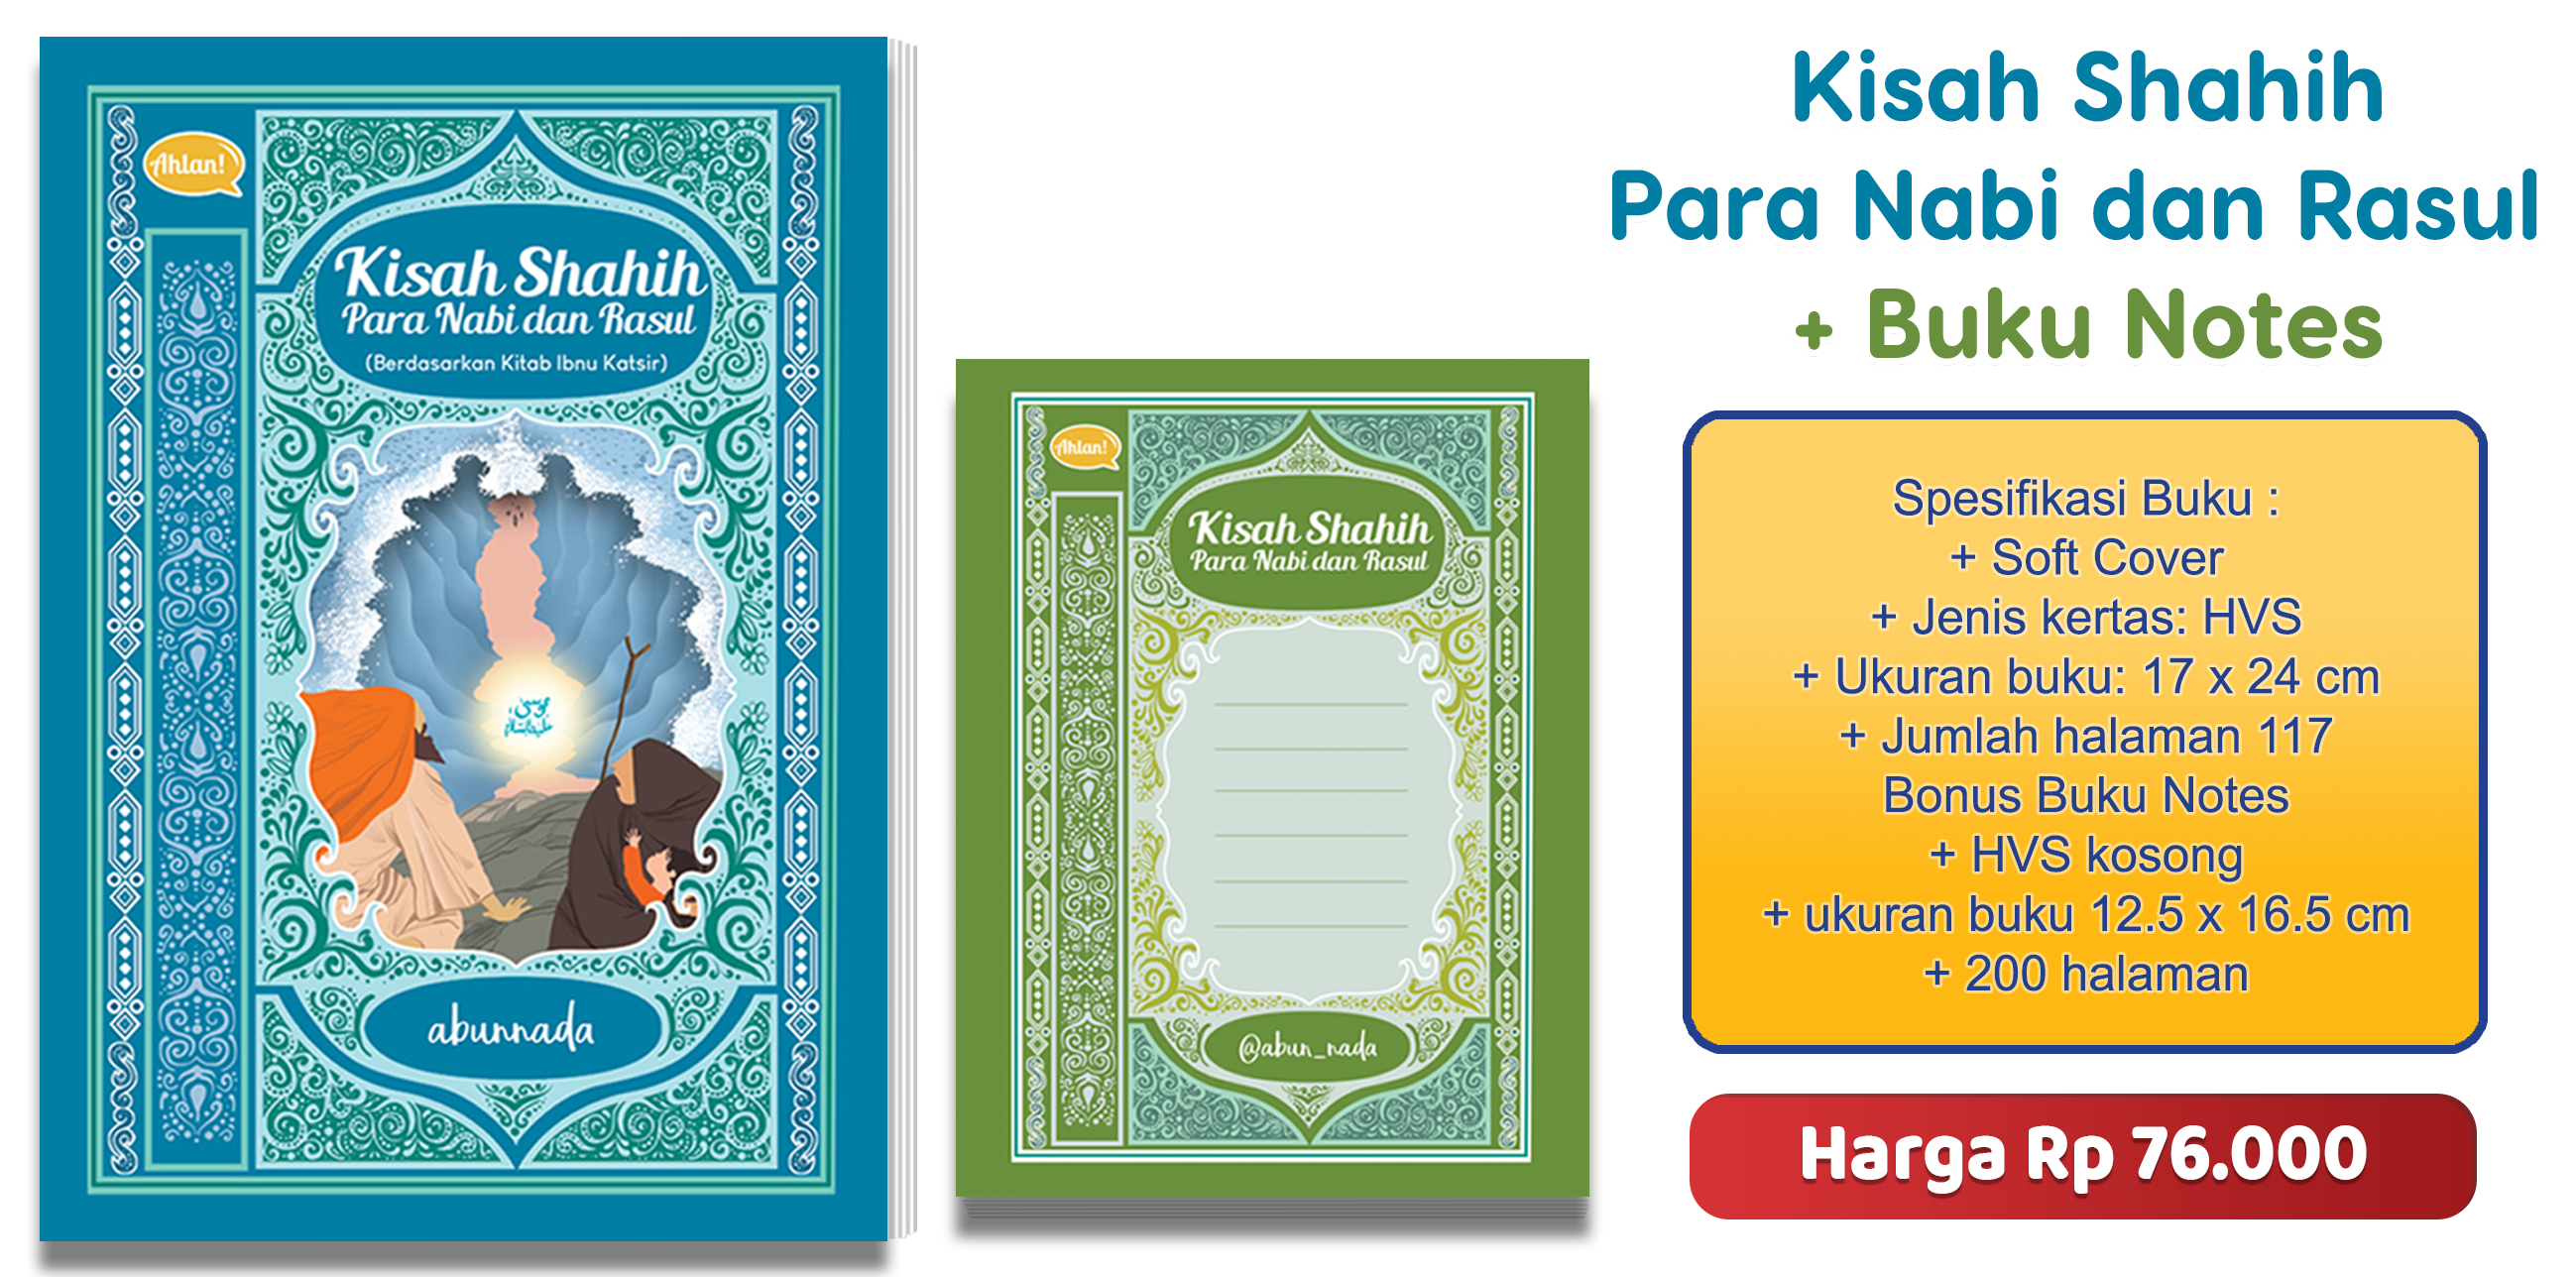 Ahlan!
Kisah Shahih
Para Nabi dan Rasul
(Berdasarkan Kitab Ibnu Katsir)
موسى
عليه السلام
abunnada
Ahlan!
Kisah Shahih
Para Nabi dan Rasul
@abun_nada
Kisah Shahih
Para Nabi dan Rasul
+ Buku Notes
Spesifikasi Buku :
+ Soft Cover
+ Jenis kertas: HVS
+ Ukuran buku: 17 x 24 cm
+ Jumlah halaman 117
Bonus Buku Notes
+ HVS kosong
+ ukuran buku 12.5 x 16.5 cm
+ 200 halaman
Harga Rp 76.000